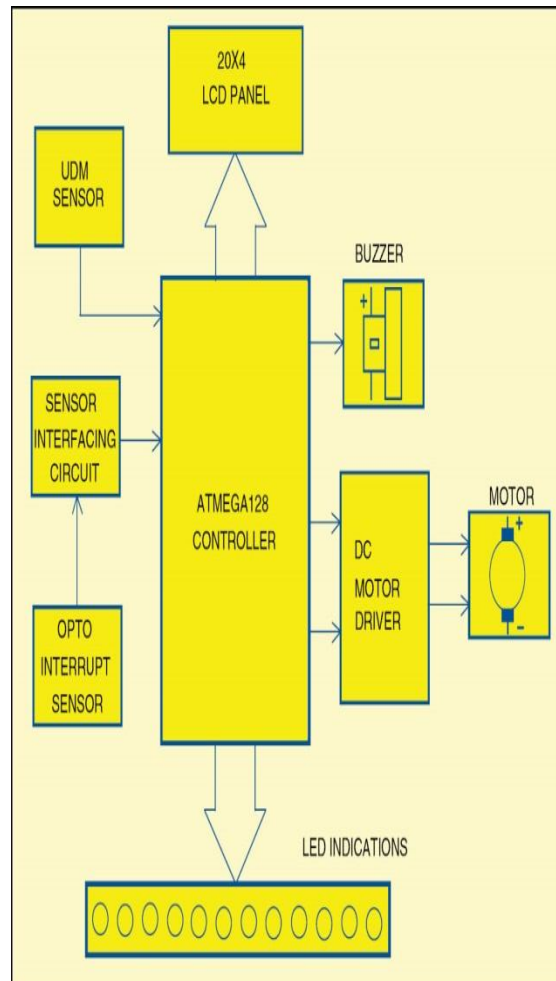 20X4
LCD PANEL
UDM
SENSOR
BUZZER
+
SENSOR
INTERFACING
CIRCUIT
ATMEGA128
CONTROLLER
DC
MOTOR
DRIVER
MOTOR
+
-
OPTO
INTERRUPT
SENSOR
LED INDICATIONS